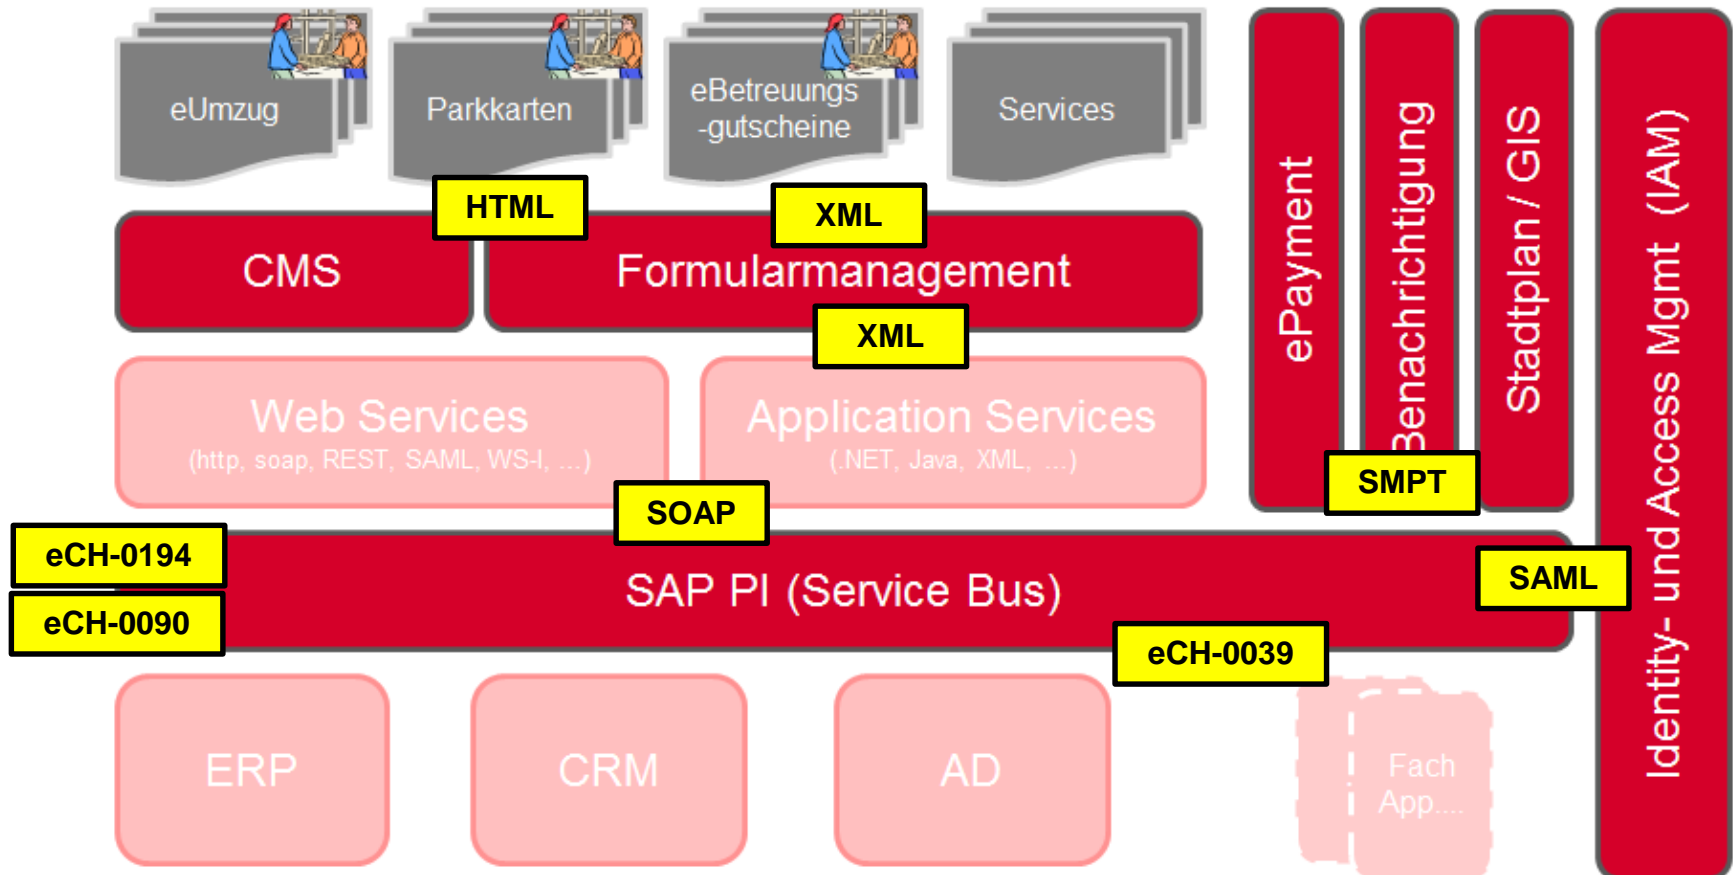 eUmzug
Parkkarten
eBetreuungs
-gutscheine
Services
HTML
XML
CMS
Formularmanagement
XML
Web Services
(http, soap, REST, SAML, WS-I, ...)
Application Services
(.NET, Java, XML, ...)
SOAP
ePayment
Benachrichtigung
Stadtplan / GIS
Identity- und Access Mgmt (IAM)
SMPT
eCH-0194
eCH-0090
SAP PI (Service Bus)
SAML
eCH-0039
ERP
CRM
AD
Fach
App....